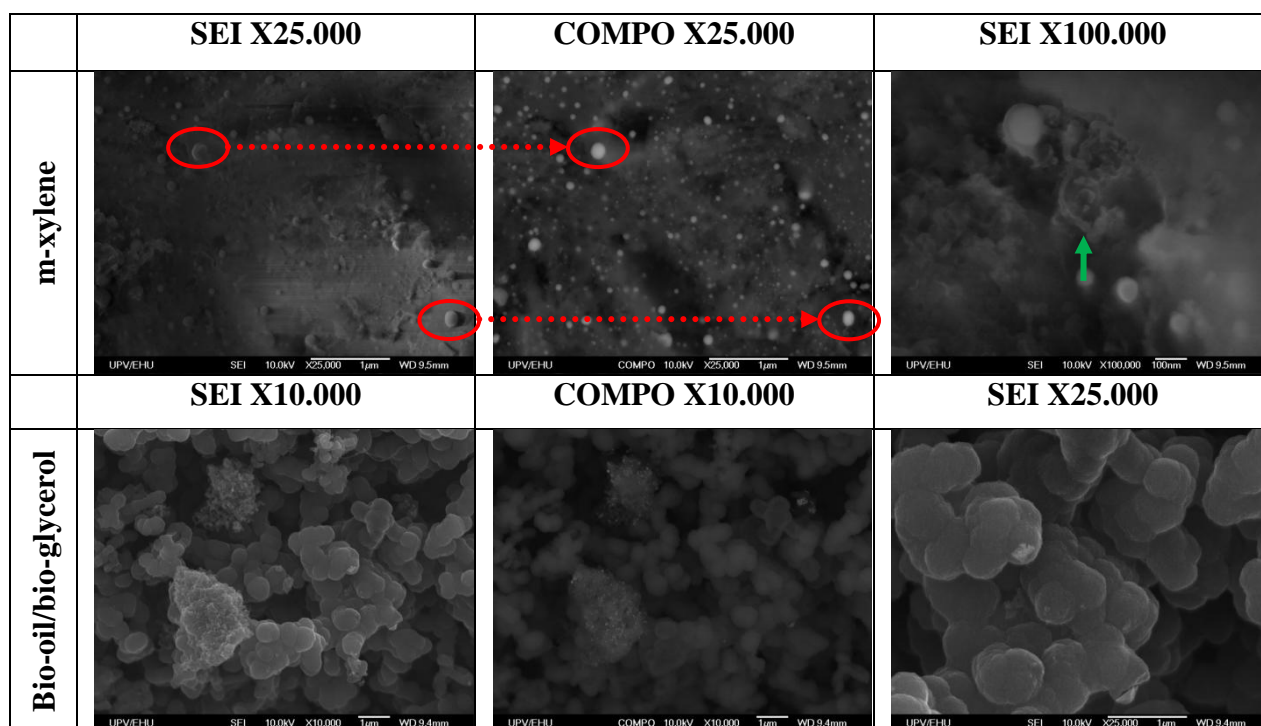 SEI X25.000 COMPO X25.000 SEI X100.000
m-xylene
UPV/EHU SEI 10.0kV X25,000 1µm WD 9.5mm
UPV/EHU COMPO 10.0kV X25,000 1µm WD 9.5mm
UPV/EHU SEI 10.0kV X100,000 100nm WD 9.5mm
SEI X10.000 COMPO X10.000 SEI X25.000
Bio-oil/bio-glycerol
UPV/EHU SEI 10.0kV X10,000 1µm WD 9.4mm
UPV/EHU COMPO 10.0kV X10,000 1µm WD 9.4mm
UPV/EHU SEI 10.0kV X25,000 1µm WD 9.4mm